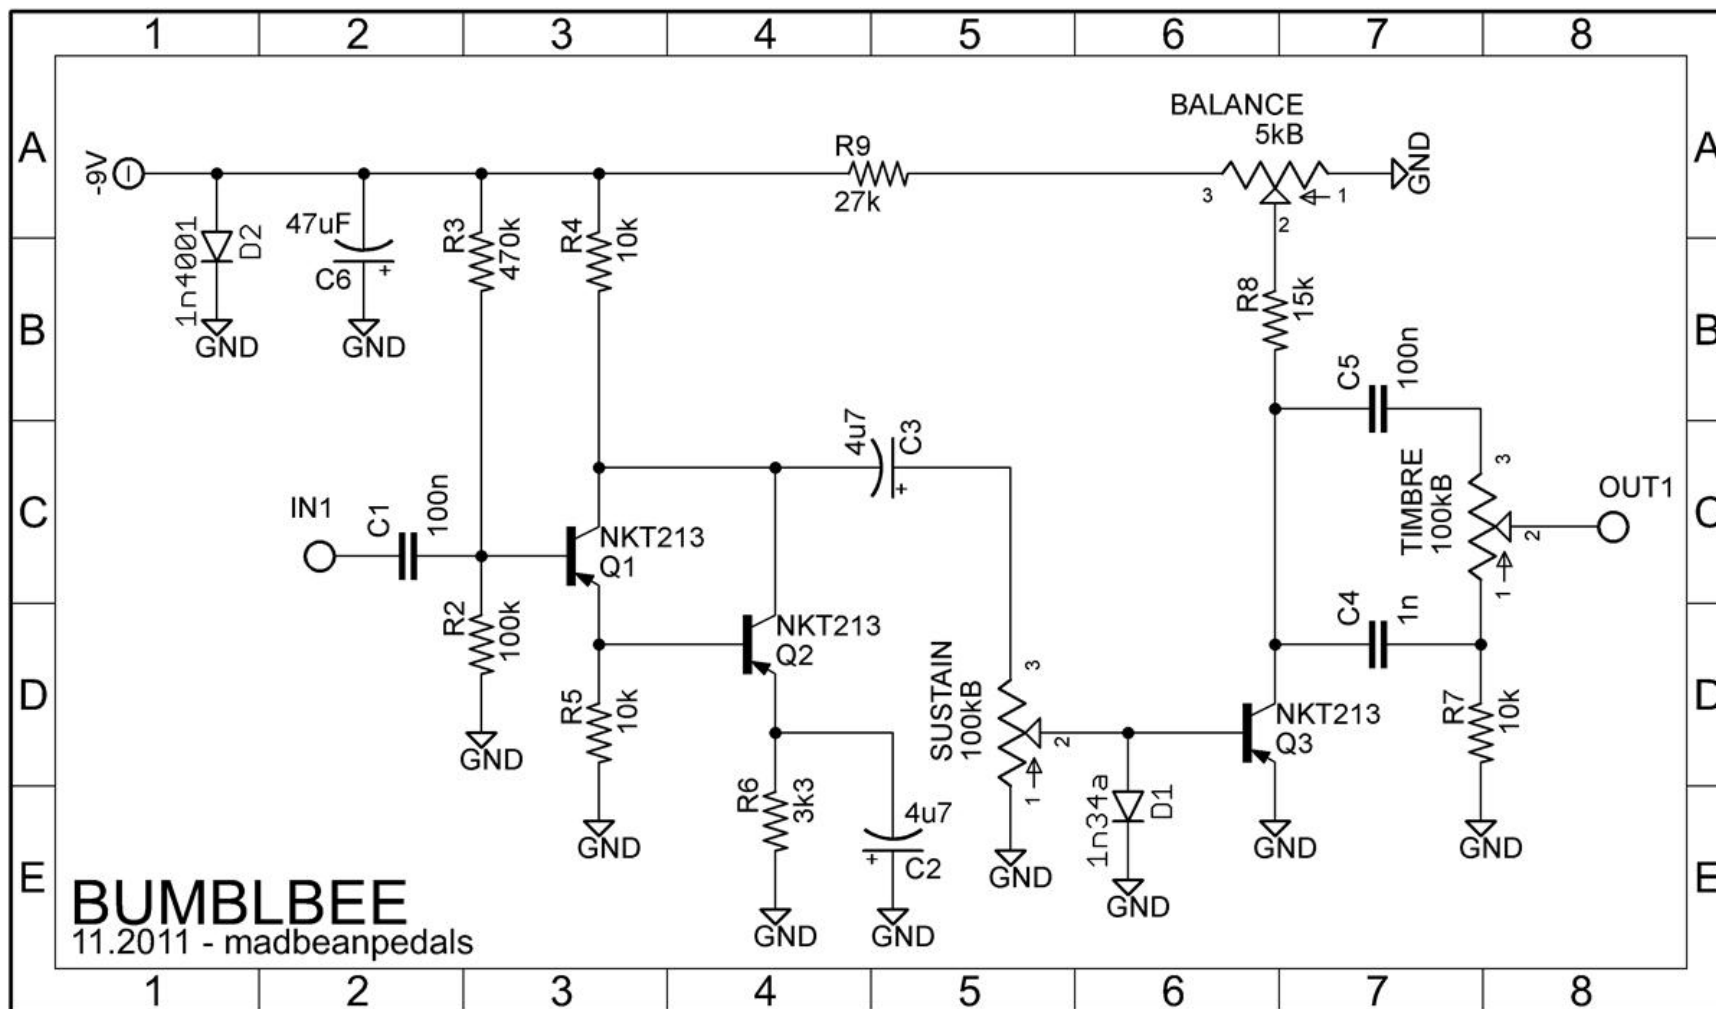 1 2 3 4 5 6 7 8
A
A
BALANCE
5kB
-9V
R9
27k
3
1
GND
2
1n4001
D2
47uF
C6
+
R3
470k
R4
10k
R8
15k
B
B
GND
GND
C5
100n
4u7
C3
+
TIMBRE
100kB
3
2
1
OUT1
C
C
IN1
C1
100n
NKT213
Q1
C4
1n
R2
100k
NKT213
Q2
SUSTAIN
100kB
3
2
1
D
D
R5
10k
NKT213
Q3
R7
10k
GND
R6
3k3
4u7
+
C2
1n34a
D1
GND
GND
GND
GND
GND
GND
GND
E
E
BUMBLBEE
11.2011 - madbeanpedals
1 2 3 4 5 6 7 8